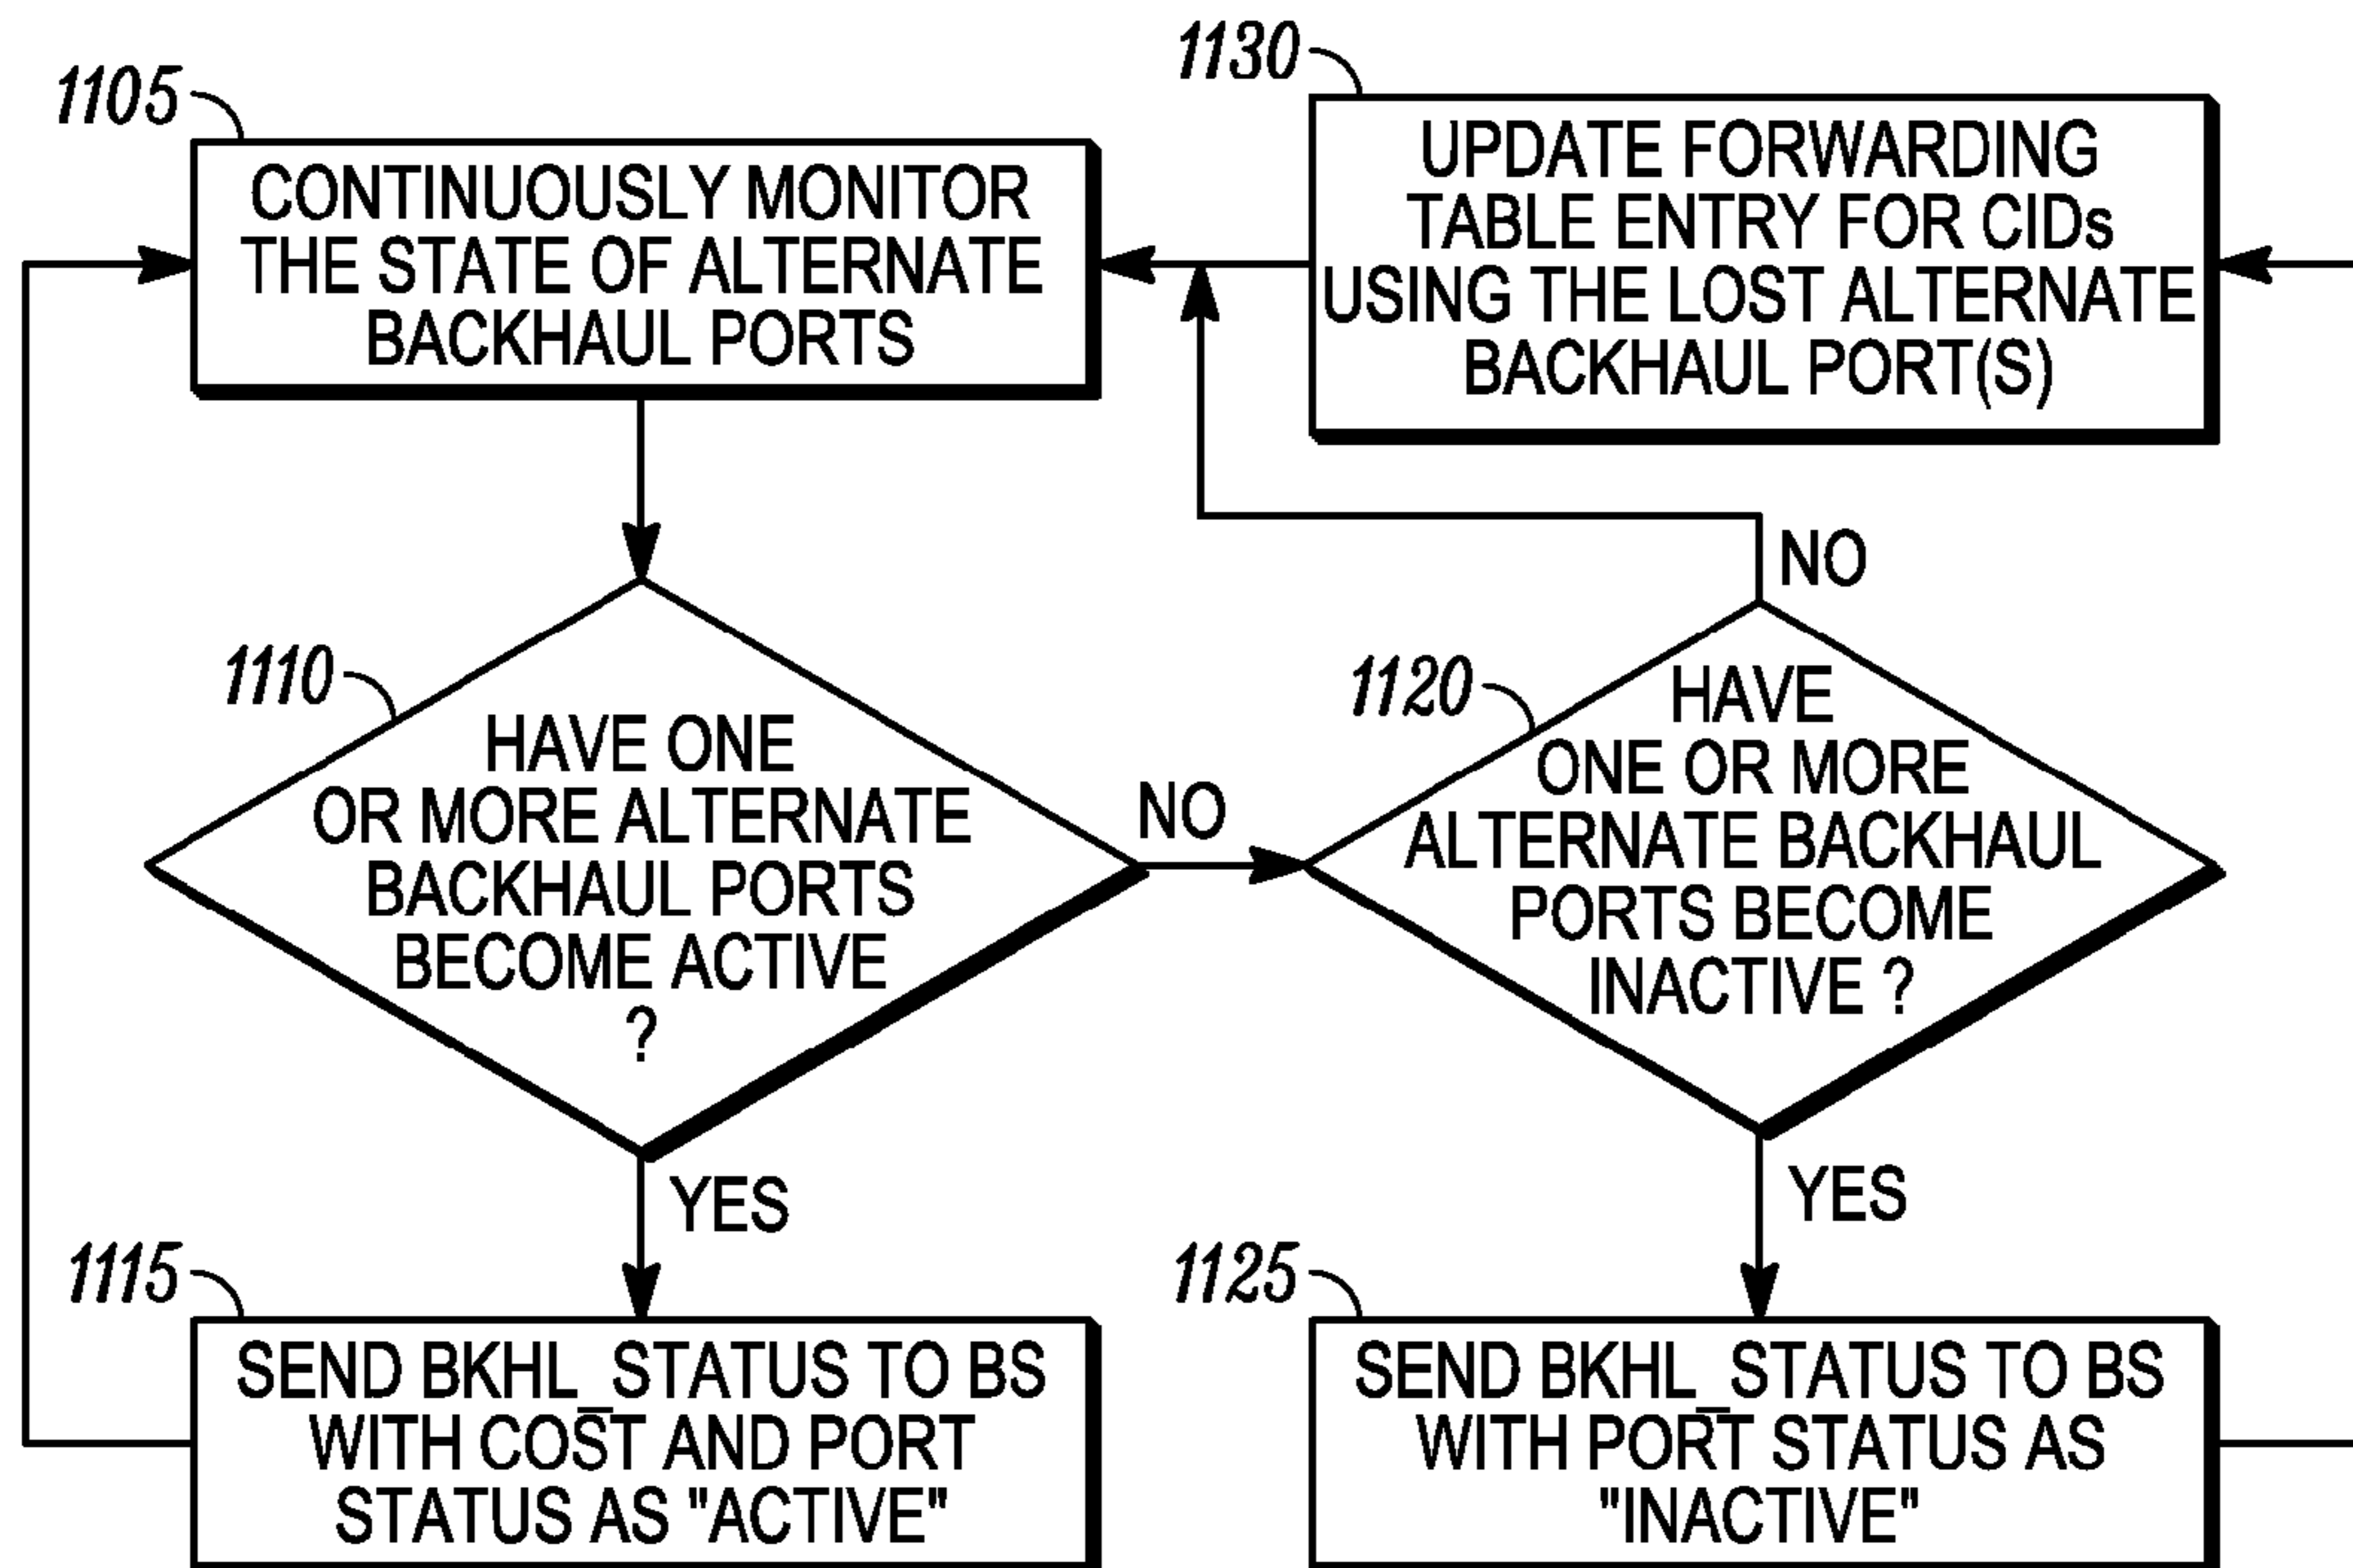 1105
CONTINUOUSLY MONITOR
THE STATE OF ALTERNATE
BACKHAUL PORTS
1130
UPDATE FORWARDING
TABLE ENTRY FOR CIDs
USING THE LOST ALTERNATE
BACKHAUL PORT(S)
1110
HAVE ONE
OR MORE ALTERNATE
BACKHAUL PORTS
BECOME ACTIVE
?
NO
YES
1120
HAVE
ONE OR MORE
ALTERNATE BACKHAUL
PORTS BECOME
INACTIVE ?
NO
YES
1115
SEND BKHL_STATUS TO BS
WITH COST AND PORT
STATUS AS "ACTIVE"
1125
SEND BKHL_STATUS TO BS
WITH PORT STATUS AS
"INACTIVE"